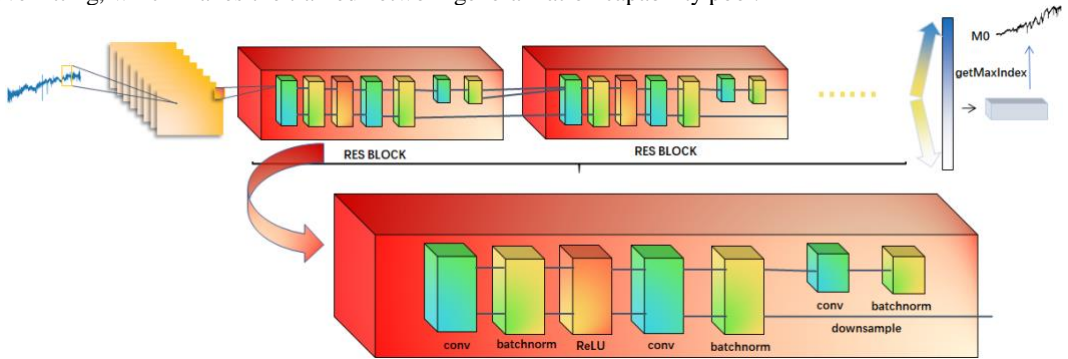 M0
getMaxIndex
RES BLOCK
RES BLOCK
conv
batchnorm
downsample
conv
batchnorm
ReLU
conv
batchnorm